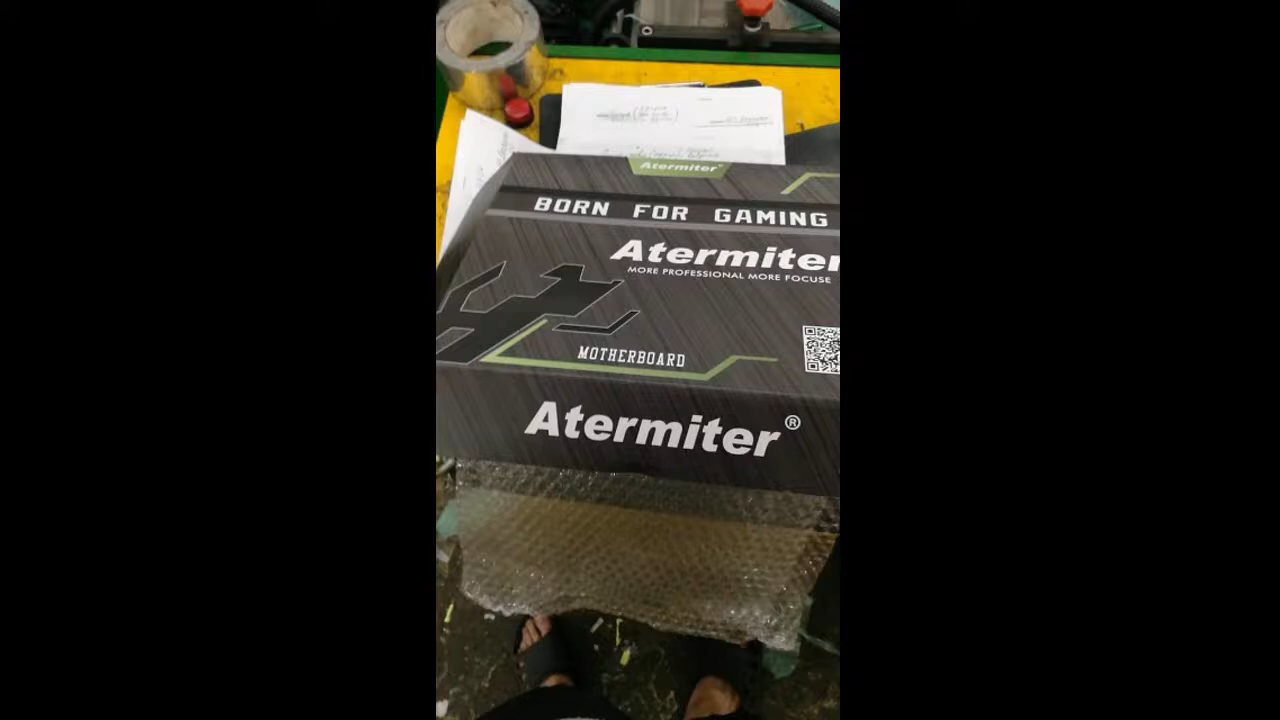 Atermiter
BORN FOR GAMING
Atermiter
MORE PROFESSIONAL MORE FOCUSE
MOTHERBOARD
Atermiter®